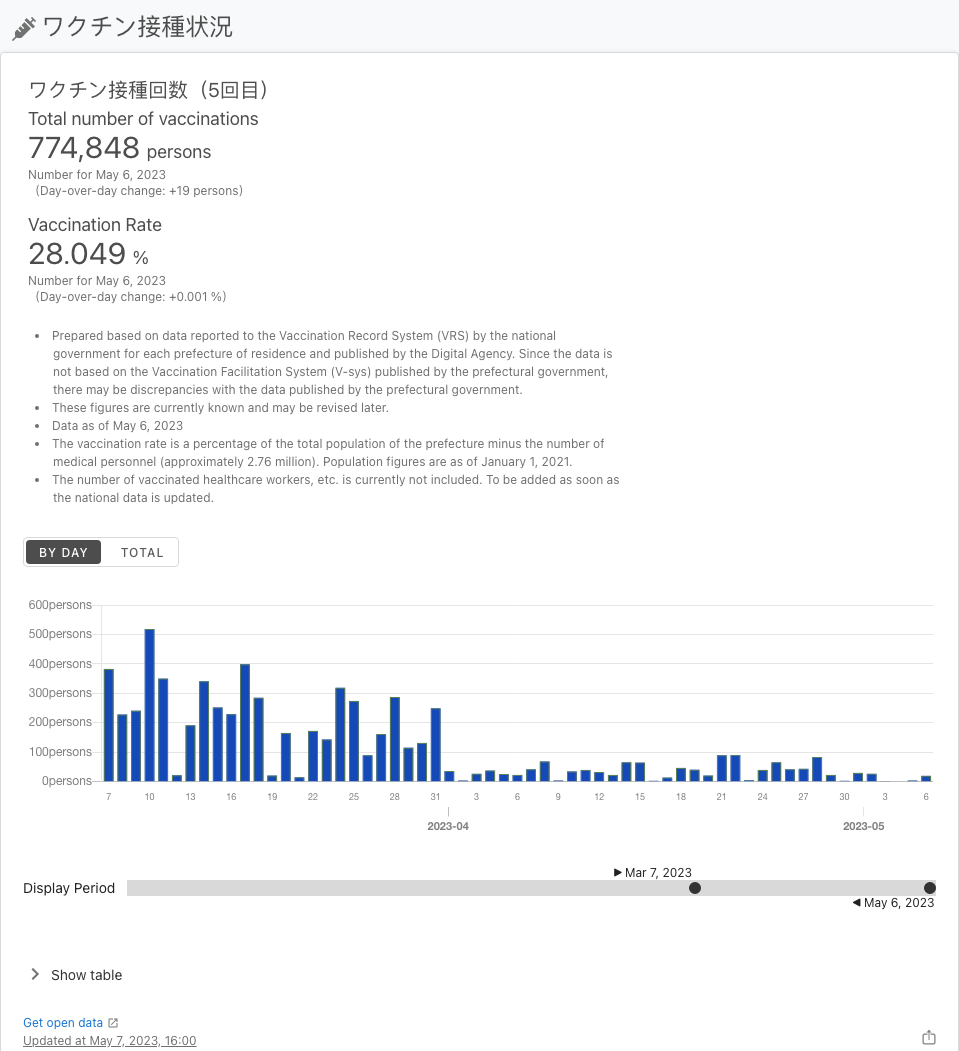 ワクチン接種状況
ワクチン接種回数（5回目）
Total number of vaccinations
774,848 persons
Number for May 6, 2023
（Day-over-day change: +19 persons）
Vaccination Rate
28.049 %
Number for May 6, 2023
（Day-over-day change: +0.001 %）
• Prepared based on data reported to the Vaccination Record System (VRS) by the national
government for each prefecture of residence and published by the Digital Agency. Since the data is
not based on the Vaccination Facilitation System (V-sys) published by the prefectural government,
there may be discrepancies with the data published by the prefectural government.
• These figures are currently known and may be revised later.
• Data as of May 6, 2023
• The vaccination rate is a percentage of the total population of the prefecture minus the number of
medical personnel (approximately 2.76 million). Population figures are as of January 1, 2021.
• The number of vaccinated healthcare workers, etc. is currently not included. To be added as soon as
the national data is updated.
BY DAY TOTAL
600persons
500persons
400persons
300persons
200persons
100persons
0persons
7 10 13 16 19 22 25 28 31 3 6 9 12 15 18 21 24 27 30 3 6
2023-04 2023-05
Mar 7, 2023
Display Period
May 6, 2023
Show table
Get open data
Updated at May 7, 2023, 16:00